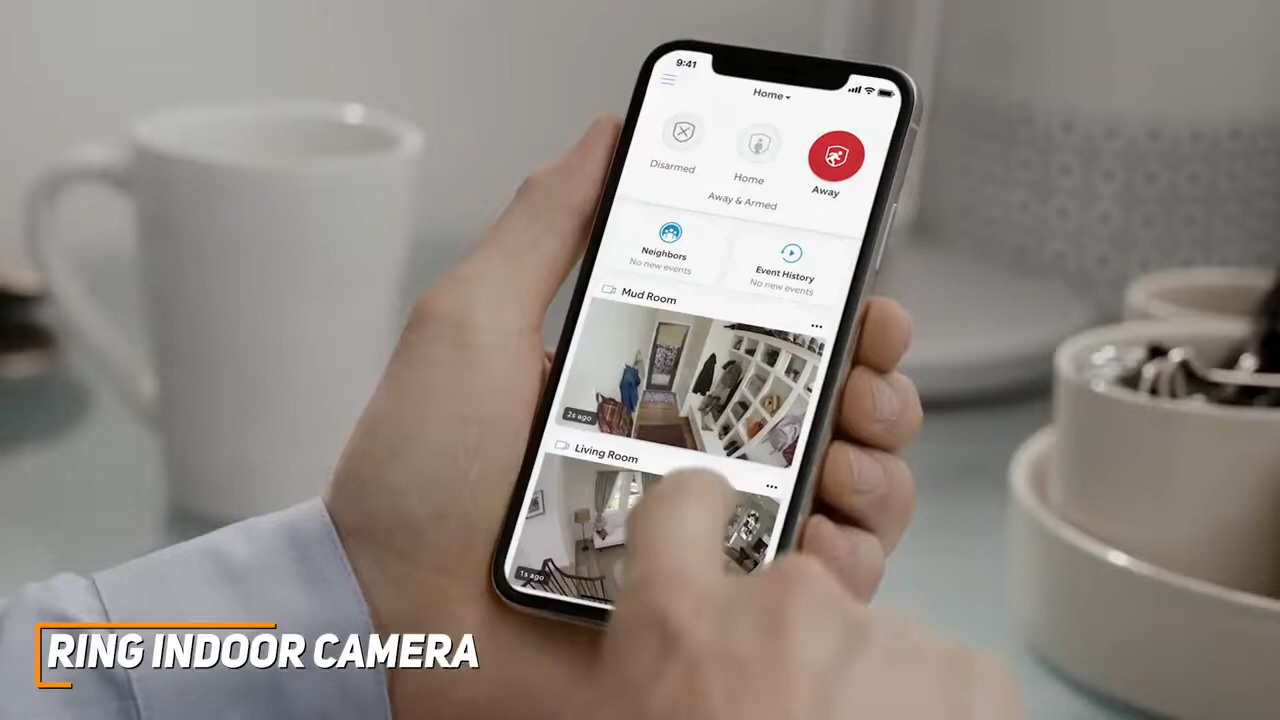 9:41
Home
Disarmed
Home
Away
Away & Armed
Neighbors
No new events
Event History
No new events
Mud Room
2s ago
Living Room
1s ago
RING INDOOR CAMERA